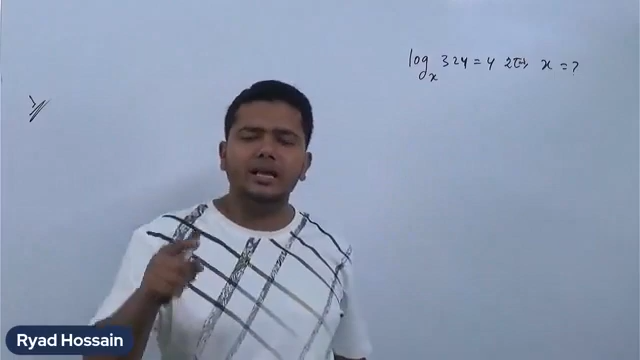 log_x 324 = 4 হলে x = ?
Ryad Hossain